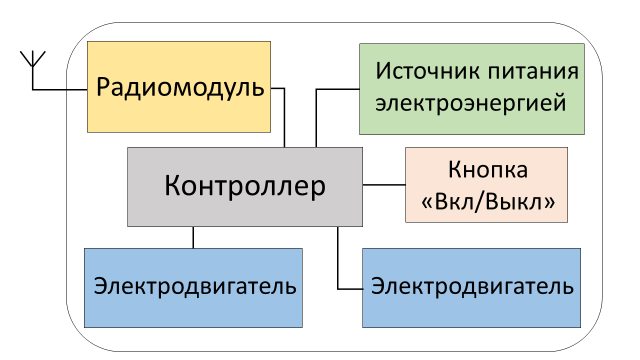 Радиомодуль
Источник питания
электроэнергией
Контроллер
Кнопка
«Вкл/Выкл»
Электродвигатель
Электродвигатель